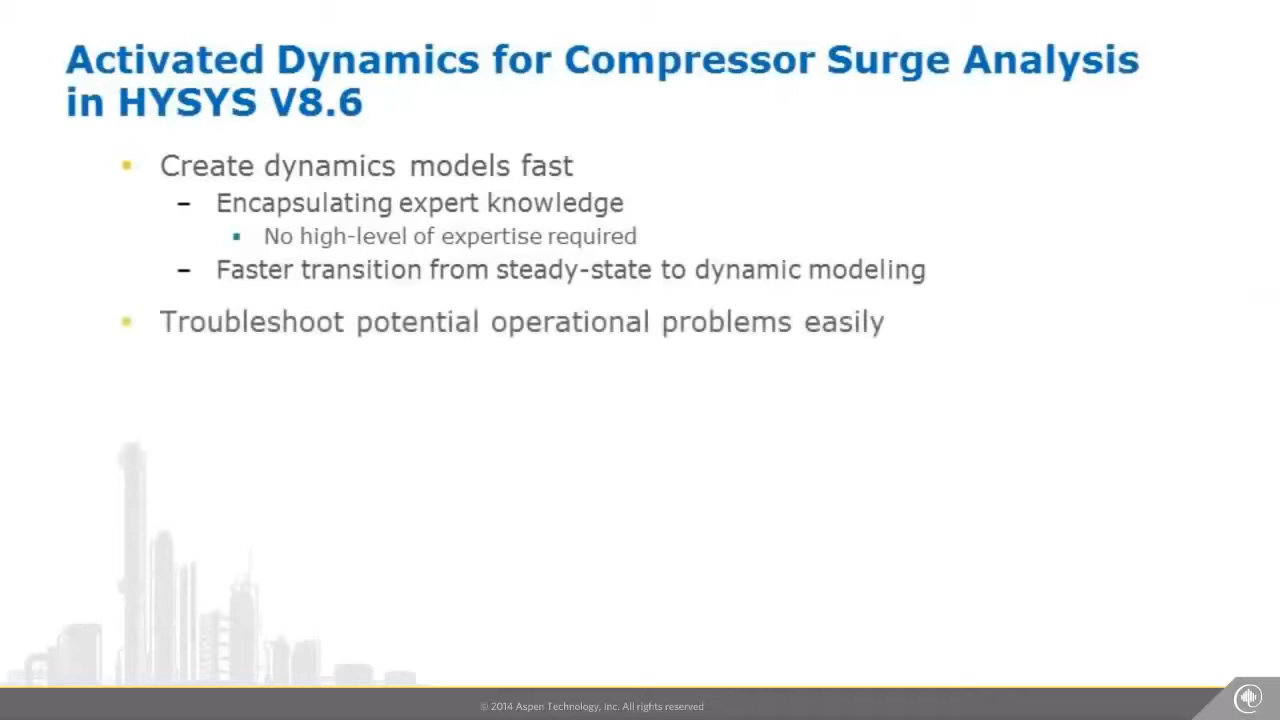 Activated Dynamics for Compressor Surge Analysis
in HYSYS V8.6
Create dynamics models fast
– Encapsulating expert knowledge
No high-level of expertise required
– Faster transition from steady-state to dynamic modeling
Troubleshoot potential operational problems easily
© 2014 Aspen Technology, Inc. All rights reserved